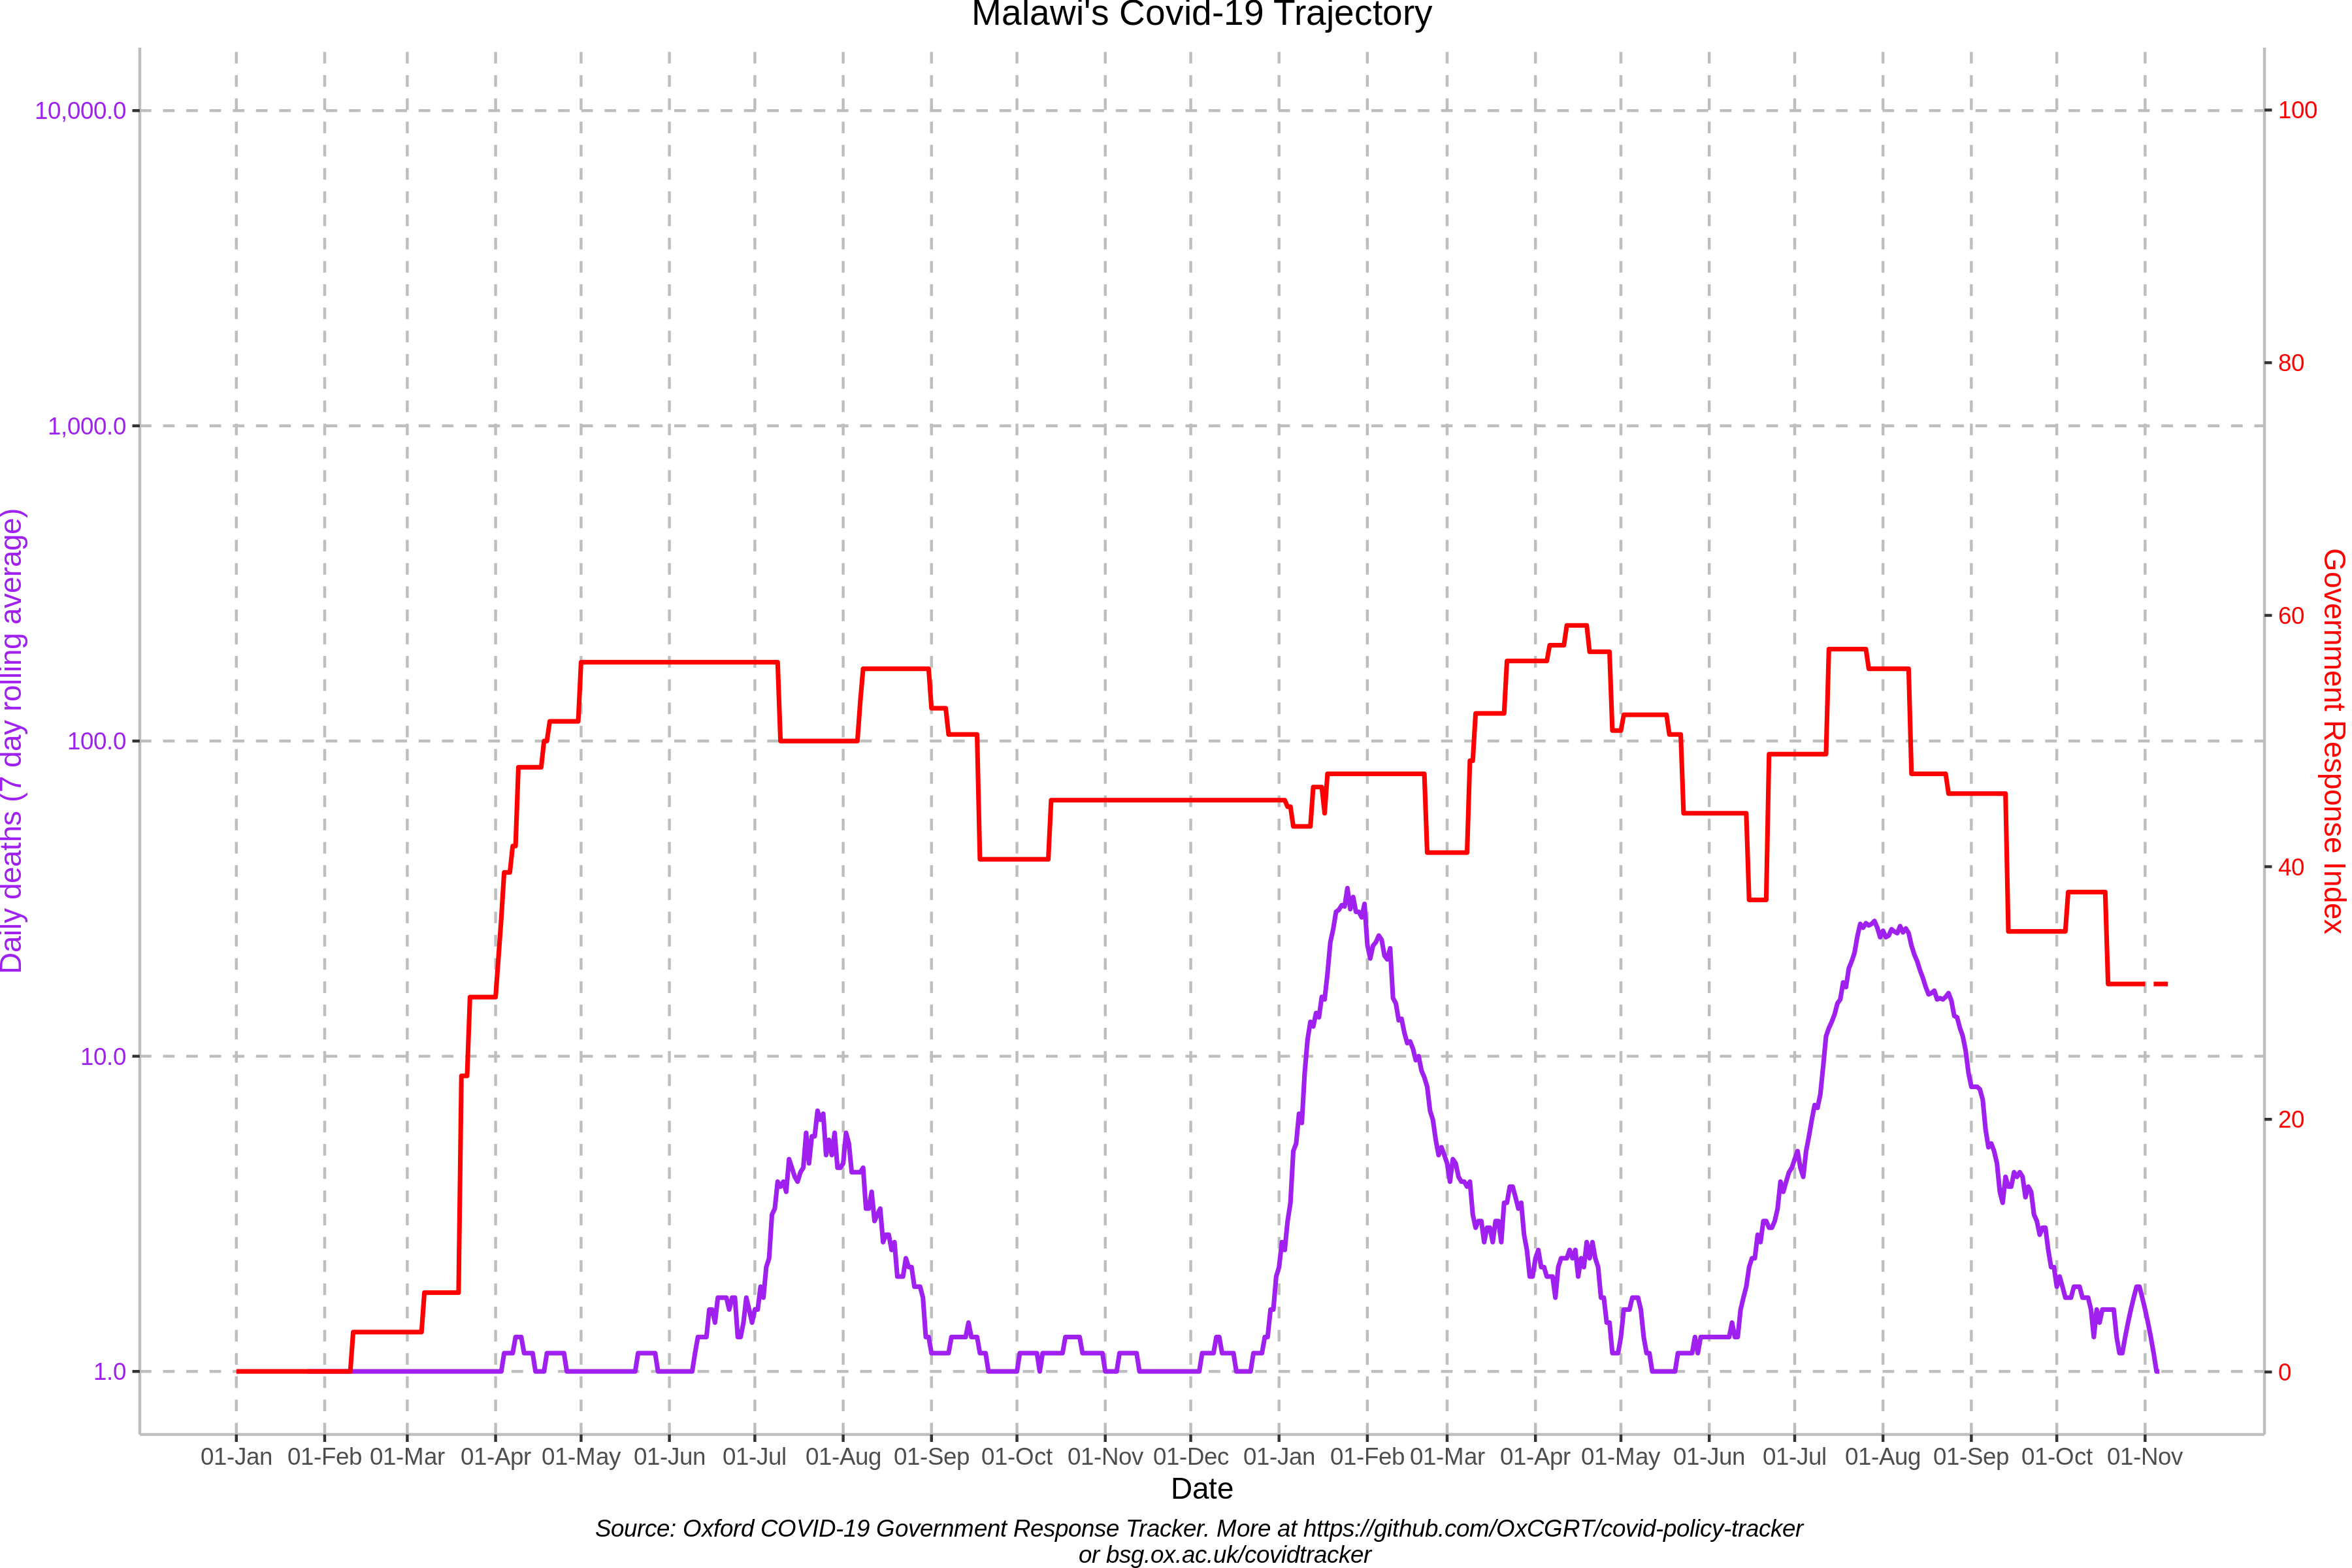 Malawi's Covid-19 Trajectory
10,000.0
1,000.0
100.0
10.0
1.0
Daily deaths (7 day rolling average)
100
80
60
40
20
0
Government Response Index
01-Jan 01-Feb 01-Mar 01-Apr 01-May 01-Jun 01-Jul 01-Aug 01-Sep 01-Oct 01-Nov 01-Dec 01-Jan 01-Feb 01-Mar 01-Apr 01-May 01-Jun 01-Jul 01-Aug 01-Sep 01-Oct 01-Nov
Date
Source: Oxford COVID-19 Government Response Tracker. More at https://github.com/OxCGRT/covid-policy-tracker
or bsg.ox.ac.uk/covidtracker